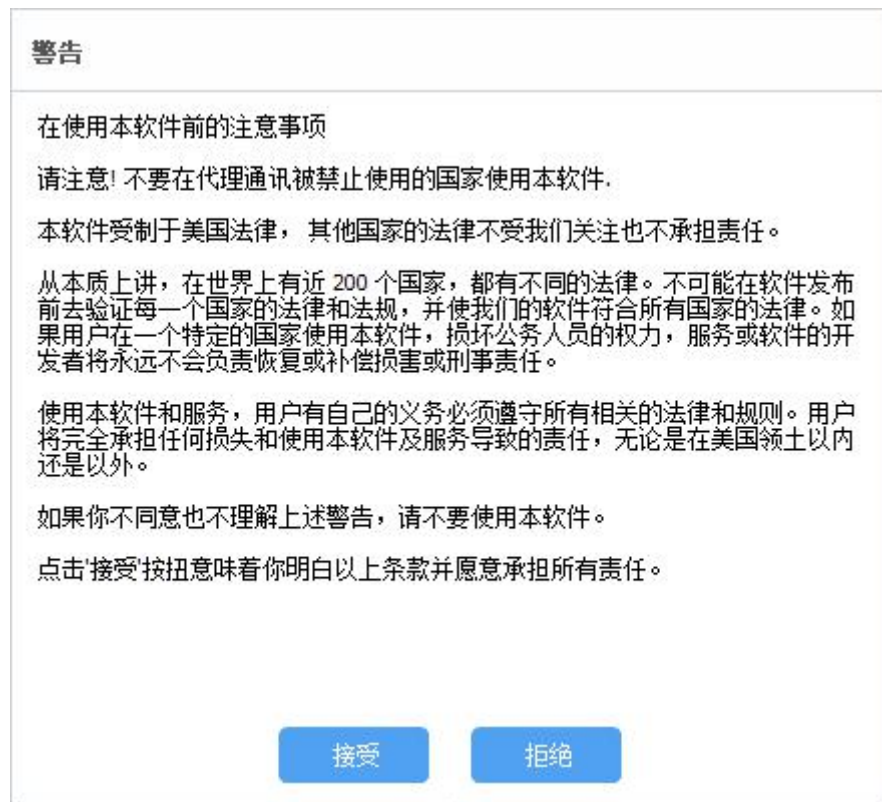 警告
在使用本软件前的注意事项
请注意! 不要在代理通讯被禁止使用的国家使用本软件.
本软件受制于美国法律， 其他国家的法律不受我们关注也不承担责任。
从本质上讲，在世界上有近 200 个国家，都有不同的法律。不可能在软件发布
前去验证每一个国家的法律和法规，并使我们的软件符合所有国家的法律。如
果用户在一个特定的国家使用本软件，损坏公务人员的权力，服务或软件的开
发者将永远不会负责恢复或补偿损害或刑事责任。
使用本软件和服务，用户有自己的义务必须遵守所有相关的法律和规则。用户
将完全承担任何损失和使用本软件及服务导致的责任，无论是在美国领土以内
还是以外。
如果你不同意也不理解上述警告，请不要使用本软件。
点击'接受'按扭意味着你明白以上条款并愿意承担所有责任。
接受
拒绝